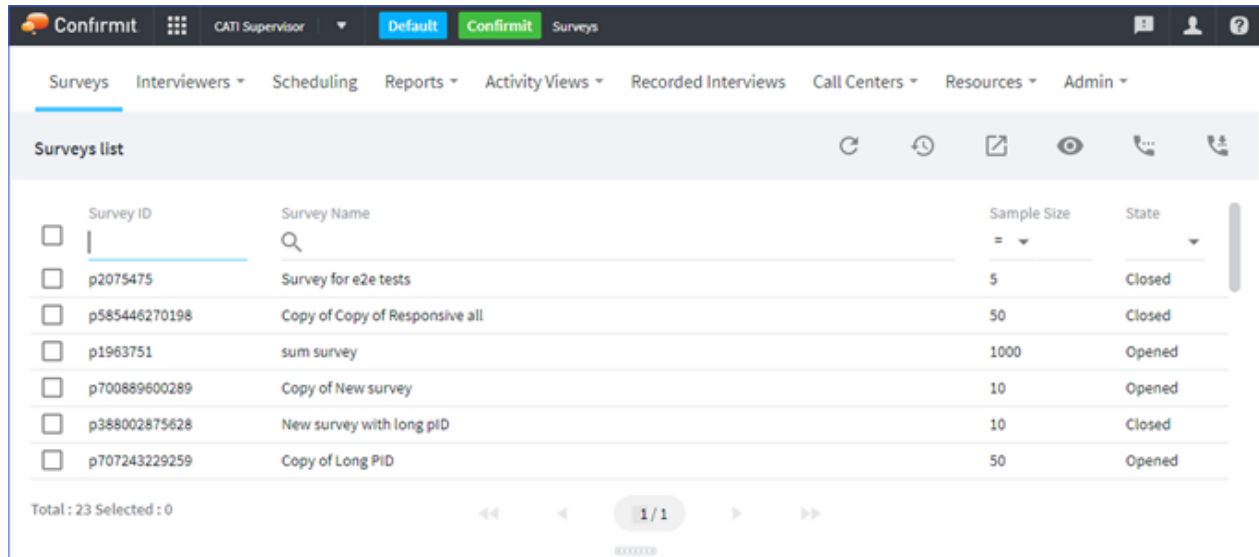 Confirmit CATI Supervisor Default Confirmit Surveys
Surveys Interviewers Scheduling Reports Activity Views Recorded Interviews Call Centers Resources Admin
Surveys list
Survey ID Survey Name Sample Size State
=
p2075475 Survey for e2e tests 5 Closed
p585446270198 Copy of Copy of Responsive all 50 Closed
p1963751 sum survey 1000 Opened
p700889600289 Copy of New survey 10 Opened
p388002875628 New survey with long pID 10 Closed
p707243229259 Copy of Long PID 50 Opened
Total : 23 Selected : 0 1 / 1